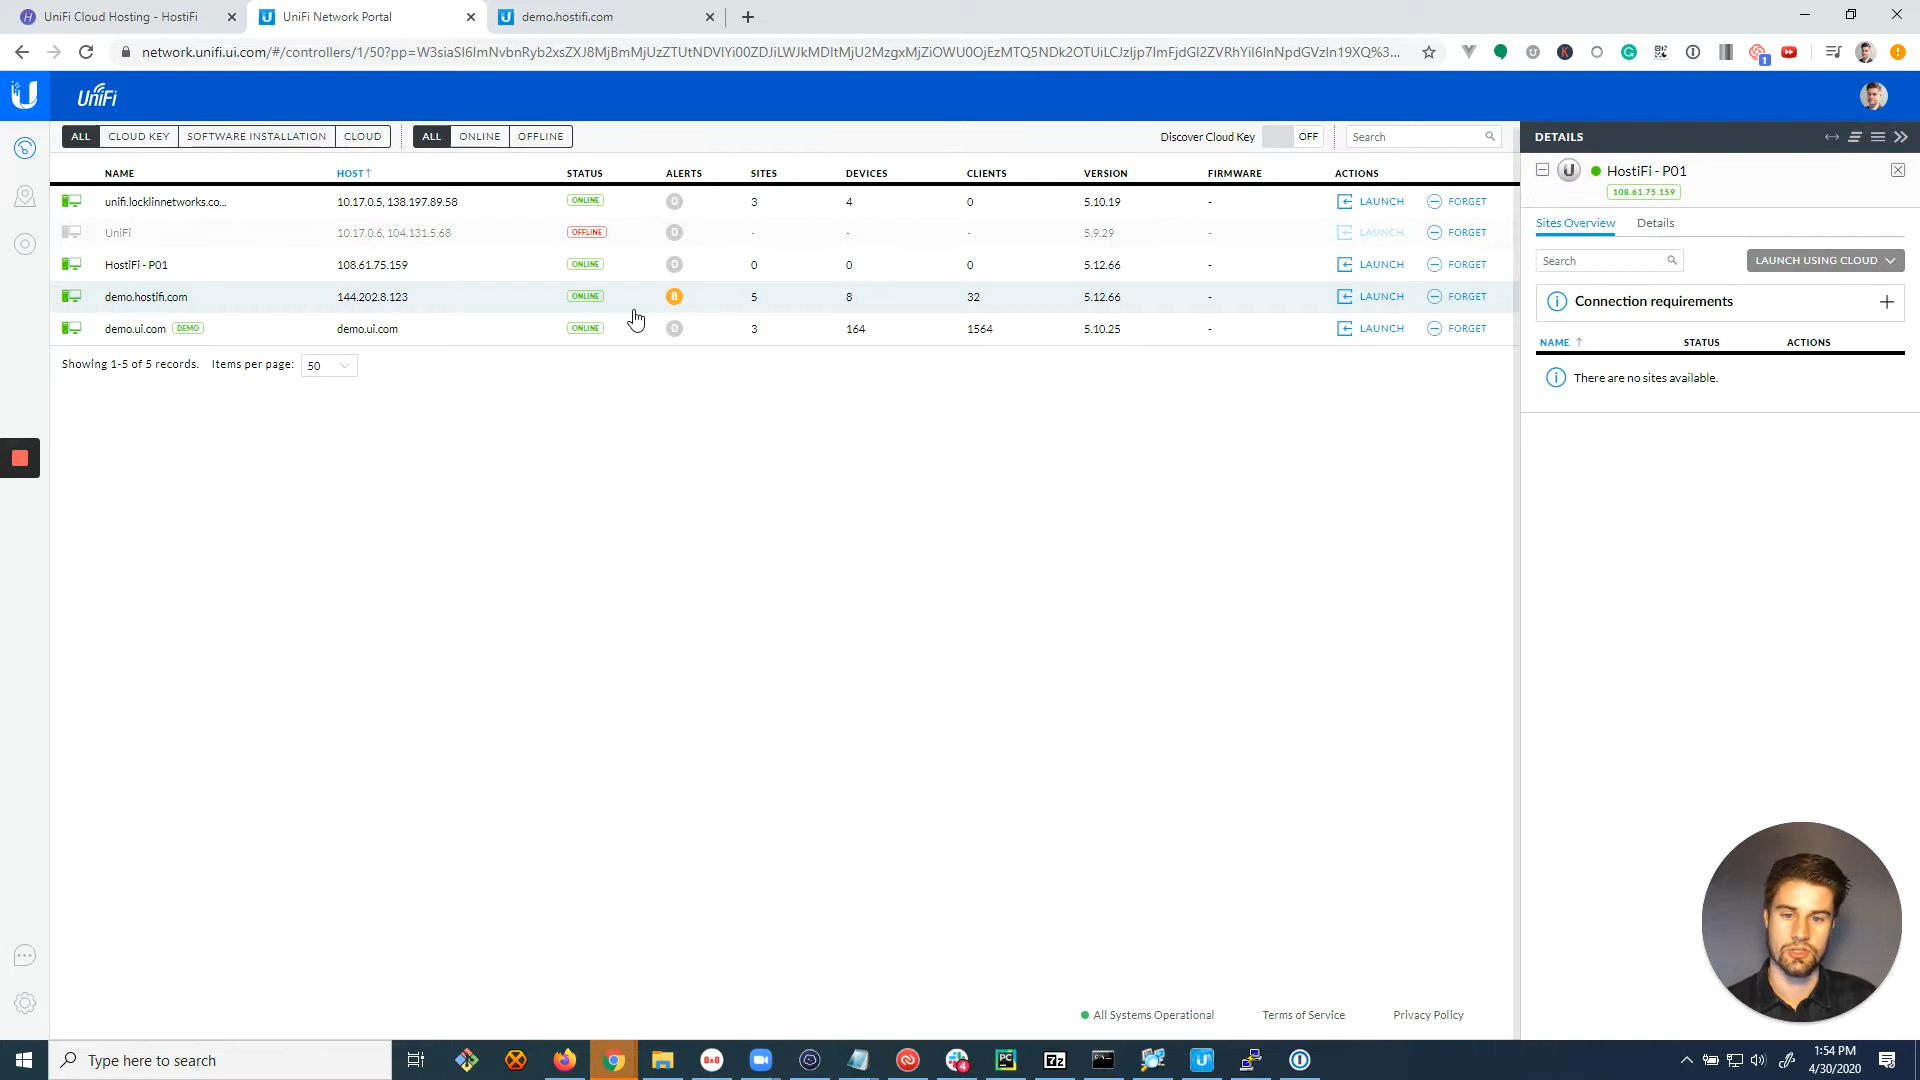 UniFi Cloud Hosting - HostiFi
UniFi Network Portal
demo.hostifi.com
network.unifi.ui.com/#/controllers/1/50?pp=W3siaSI6ImNvbnRyb2xsZXJ8MjBmMjUzZTUtNDVlYi00ZDJiLWJkMDItMjU2MzgxMjZiOWU0OjEzMTQ5NDk2OTUiLCJzIjp7ImFjdGl2ZVRhYiI6InNpdGVzIn19XQ%3...
UniFi
ALL CLOUD KEY SOFTWARE INSTALLATION CLOUD ALL ONLINE OFFLINE Discover Cloud Key OFF Search
NAME HOST↑ STATUS ALERTS SITES DEVICES CLIENTS VERSION FIRMWARE ACTIONS
unifi.locklinnetworks.co... 10.17.0.5, 138.197.89.58 ONLINE 0 3 4 0 5.10.19 - LAUNCH FORGET
UniFi 10.17.0.6, 104.131.5.68 OFFLINE 0 - - - 5.9.29 - LAUNCH FORGET
HostiFi - P01 108.61.75.159 ONLINE 0 0 0 0 5.12.66 - LAUNCH FORGET
demo.hostifi.com 144.202.8.123 ONLINE 8 5 8 32 5.12.66 - LAUNCH FORGET
demo.ui.com DEMO demo.ui.com ONLINE 0 3 164 1564 5.10.25 - LAUNCH FORGET
Showing 1-5 of 5 records. Items per page: 50
DETAILS
HostiFi - P01
108.61.75.159
Sites Overview Details
Search LAUNCH USING CLOUD
Connection requirements
NAME ↑ STATUS ACTIONS
There are no sites available.
All Systems Operational Terms of Service Privacy Policy
Type here to search
8x8
PC
7z
4
1:54 PM
4/30/2020